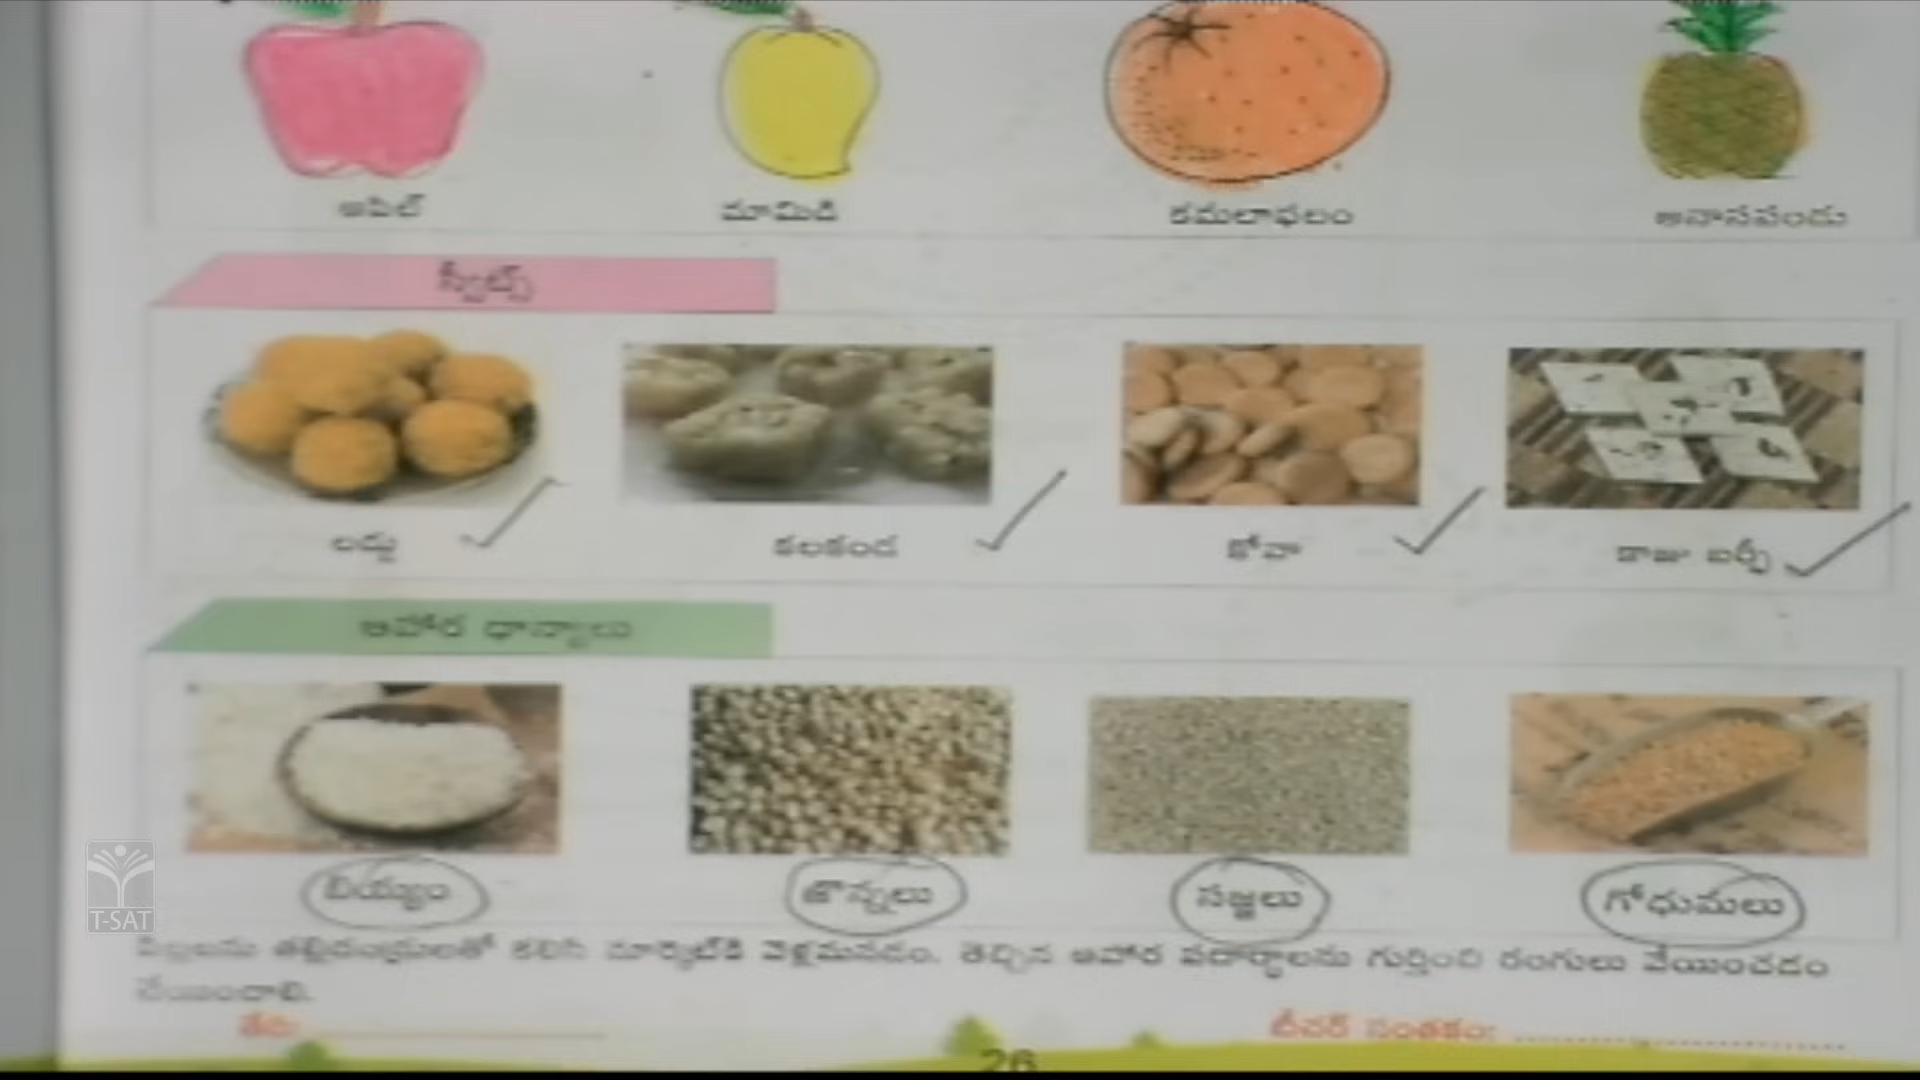 ఆపిల్ మామిడి కమలాఫలం అనాసపండు
స్వీట్స్
లడ్డు కలకండ కోవా కాజు బర్ఫీ
ఆహార ధాన్యాలు
బియ్యం జొన్నలు సజ్జలు గోధుమలు
T-SAT
పిల్లలను తల్లిదండ్రులతో కలిసి మార్కెట్‌కి వెళ్లమనడం. తెచ్చిన ఆహార పదార్థాలను గుర్తించి రంగులు వేయించడం
చేయించాలి.
తేది: టీచర్ సంతకం:
26